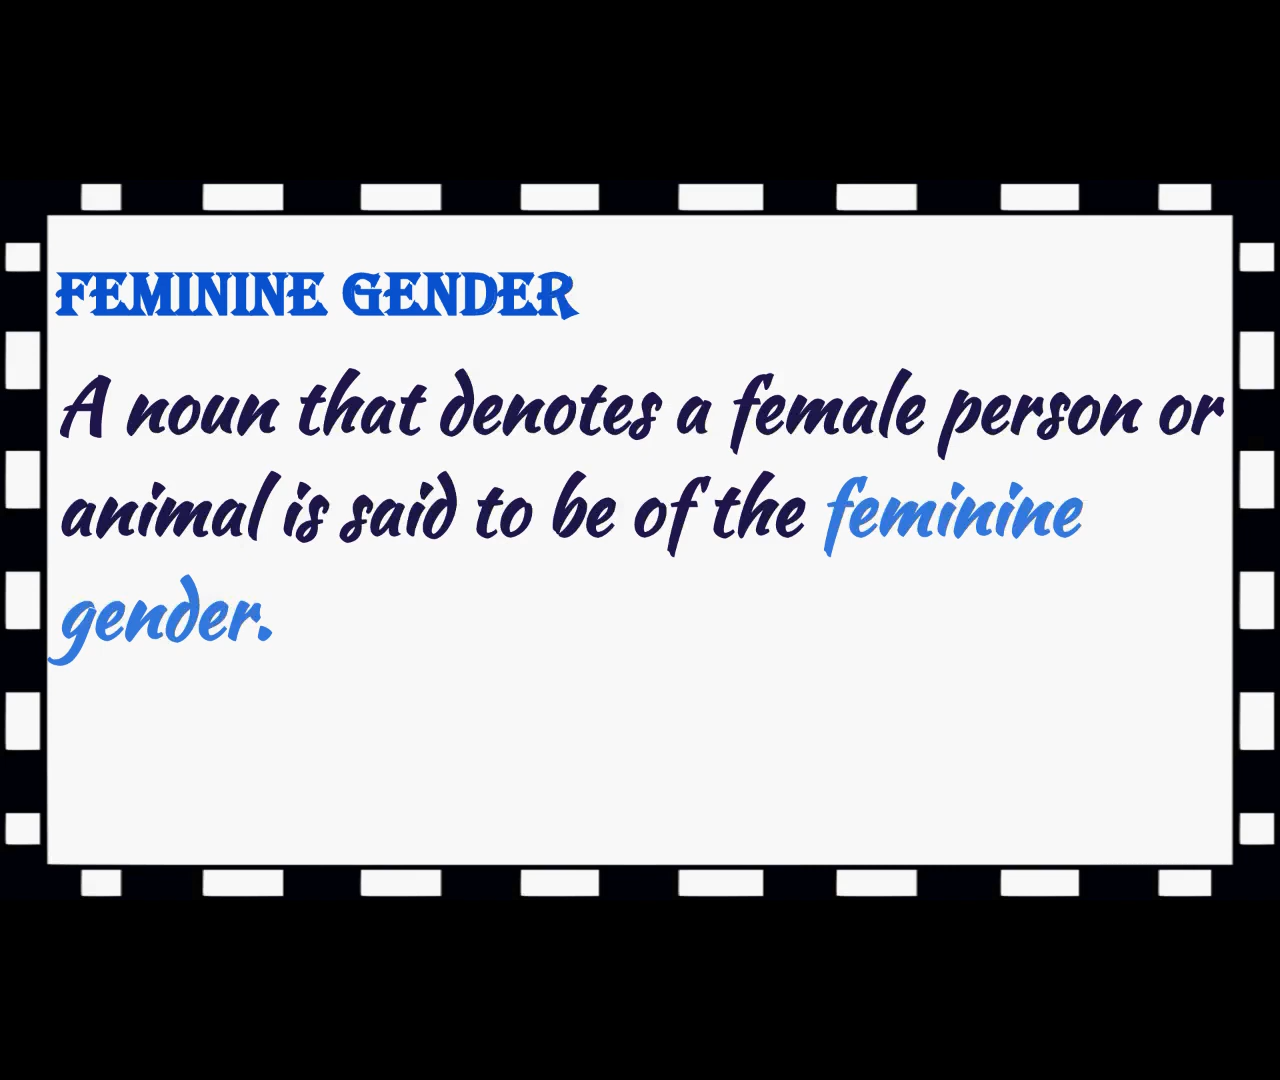 FEMININE GENDER
A noun that denotes a female person or
animal is said to be of the feminine
gender.